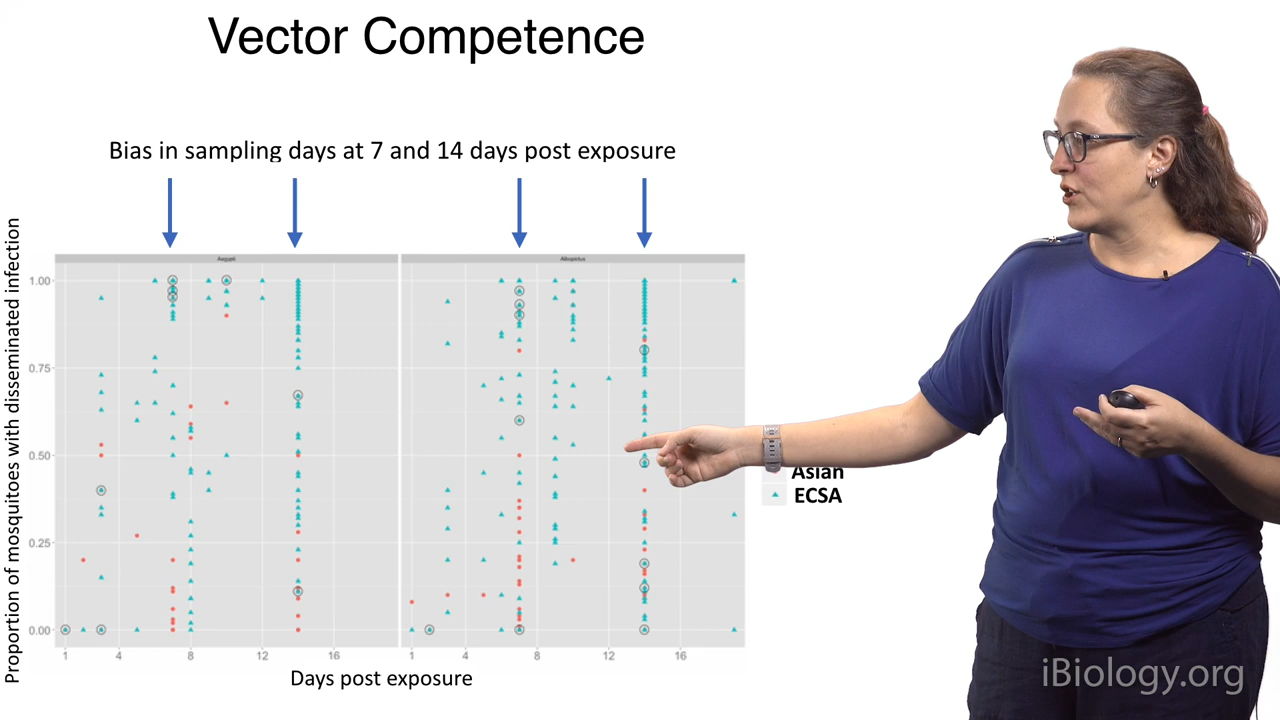 Vector Competence
Bias in sampling days at 7 and 14 days post exposure
Proportion of mosquitoes with disseminated infection
Aegypti
Albopictus
1.00
0.75
0.50
0.25
0.00
1 4 8 12 16
1 4 8 12 16
Days post exposure
Asian
ECSA
iBiology.org